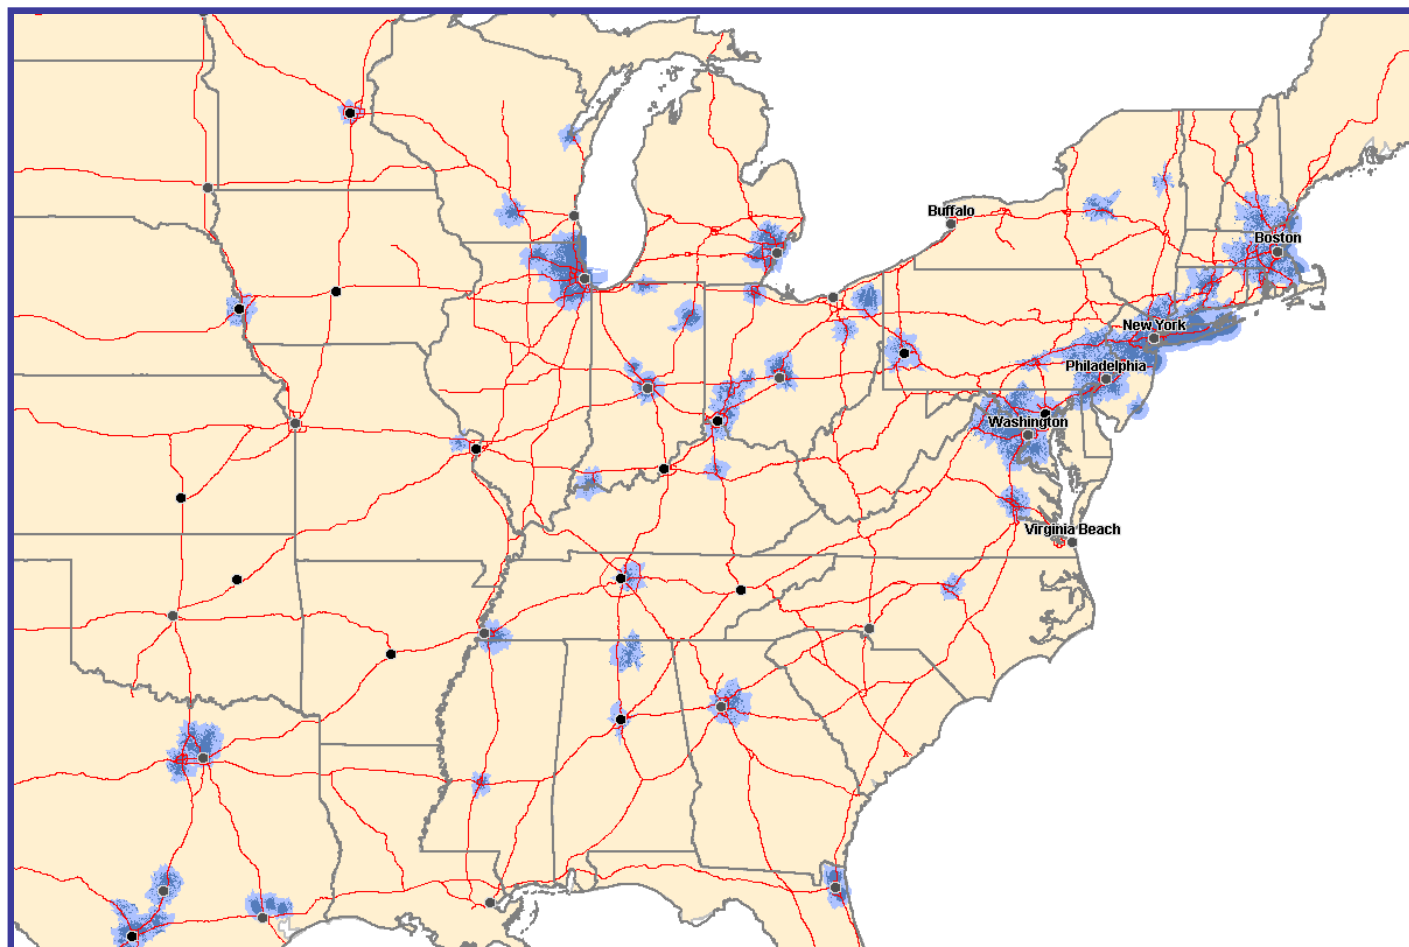 Buffalo
Boston
New York
Philadelphia
Washington
Virginia Beach